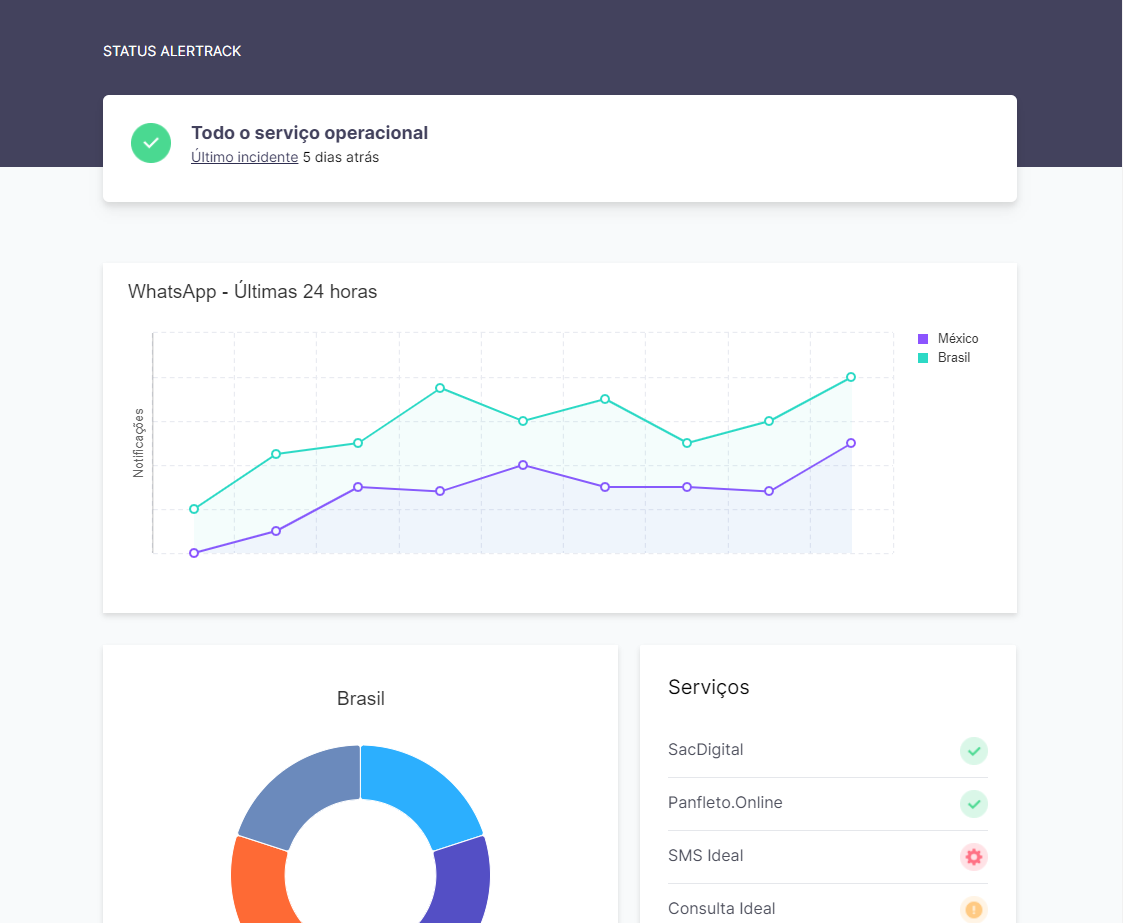 STATUS ALERTRACK
Todo o serviço operacional
Último incidente 5 dias atrás
WhatsApp - Últimas 24 horas
Notificações
México
Brasil
Brasil
Serviços
SacDigital
Panfleto.Online
SMS Ideal
Consulta Ideal